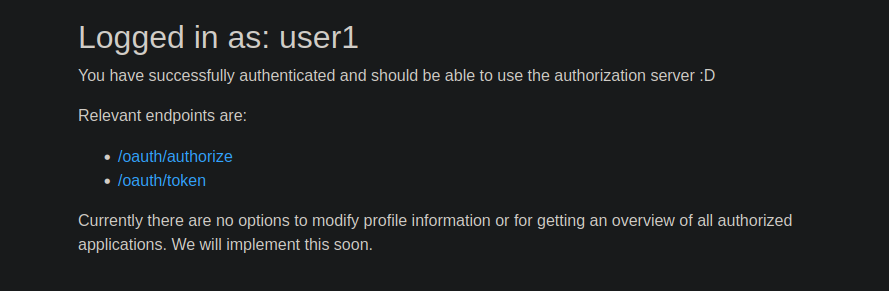 Logged in as: user1
You have successfully authenticated and should be able to use the authorization server :D
Relevant endpoints are:
/oauth/authorize
/oauth/token
Currently there are no options to modify profile information or for getting an overview of all authorized
applications. We will implement this soon.